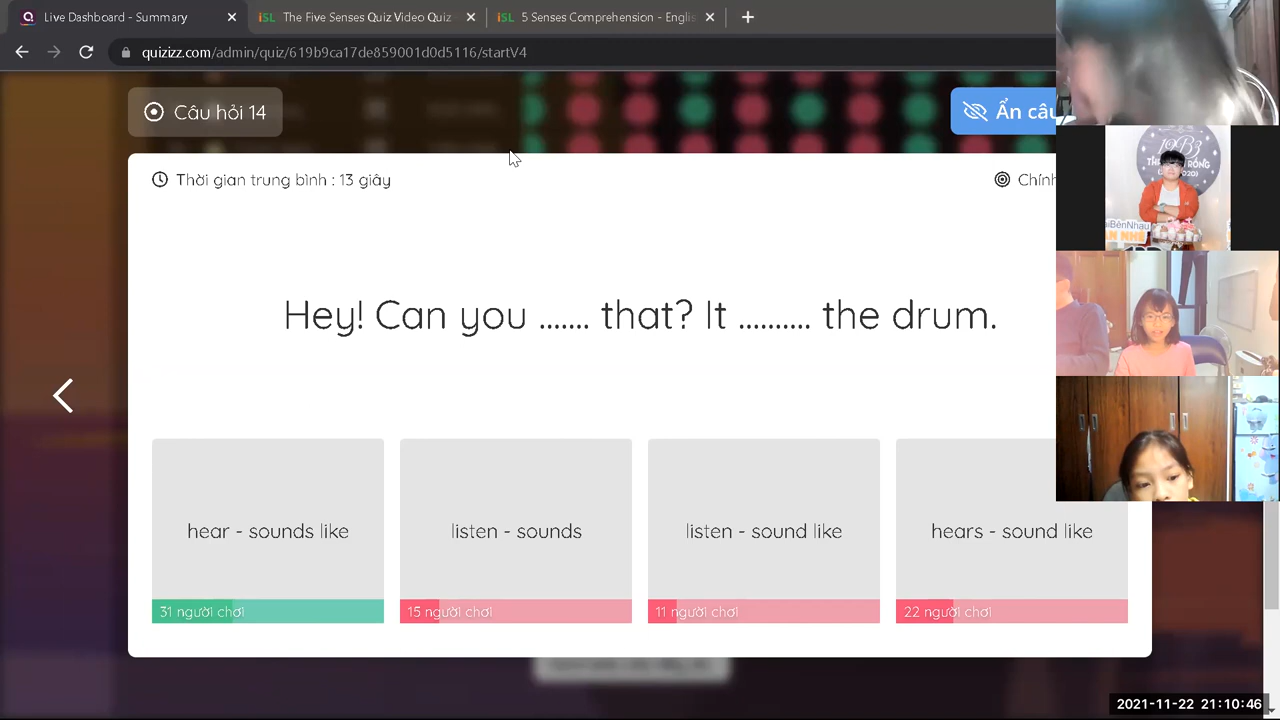 Live Dashboard - Summary
iSL The Five Senses Quiz Video Quiz
iSL 5 Senses Comprehension - Englis
quizizz.com/admin/quiz/619b9ca17de859001d0d5116/startV4
Câu hỏi 14
Ẩn câu
Thời gian trung bình : 13 giây
Chính
Hey! Can you ....... that? It .......... the drum.
hear - sounds like
listen - sounds
listen - sound like
hears - sound like
31 người chơi
15 người chơi
11 người chơi
22 người chơi
10B3
2021-11-22 21:10:46